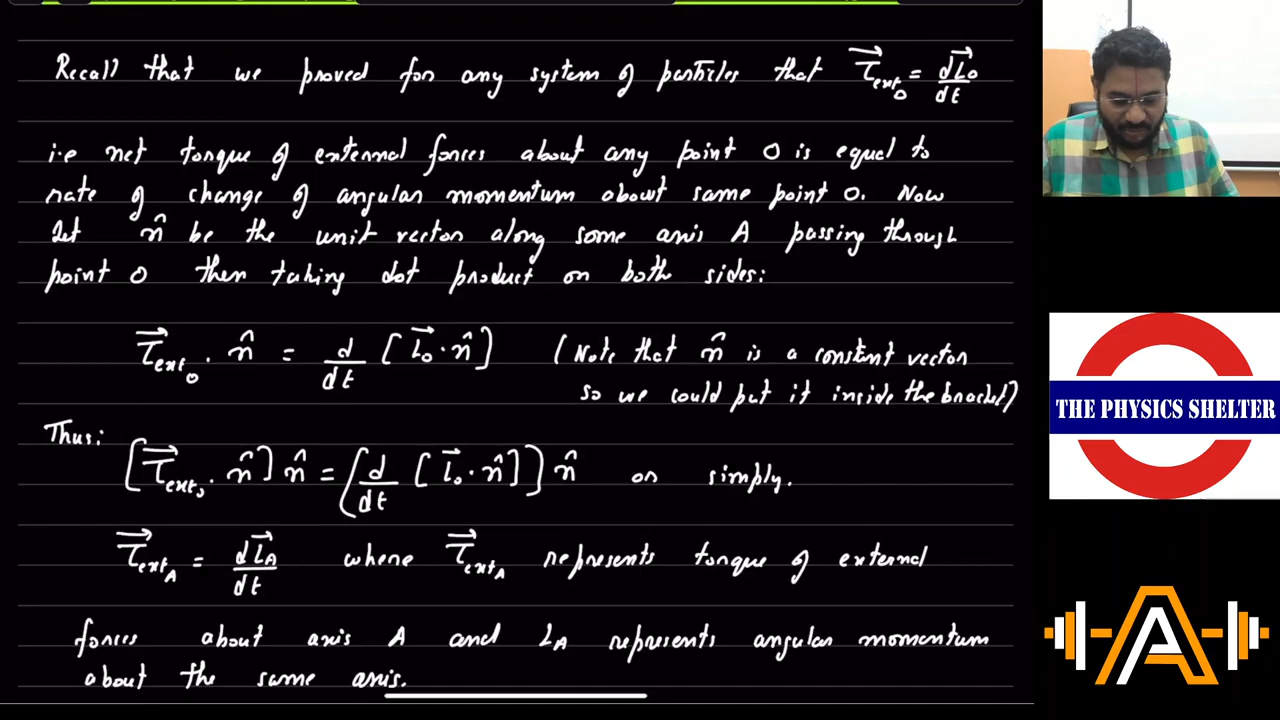 Recall that we proved for any system of particles that τ⃗ext₀ = dL⃗₀/dt
i.e net torque of external forces about any point O is equal to
rate of change of angular momentum about same point O. Now
Let n̂ be the unit vector along some axis A passing through
point O then taking dot product on both sides:
τ⃗ext₀ · n̂ = d/dt [L⃗₀ · n̂] (Note that n̂ is a constant vector
so we could put it inside the bracket)
Thus:
[τ⃗ext₀ · n̂] n̂ = (d/dt [L⃗₀ · n̂]) n̂ or simply.
τ⃗ext_A = dL⃗_A/dt where τ⃗ext_A represents torque of external
forces about axis A and L_A represents angular momentum
about the same axis.
THE PHYSICS SHELTER